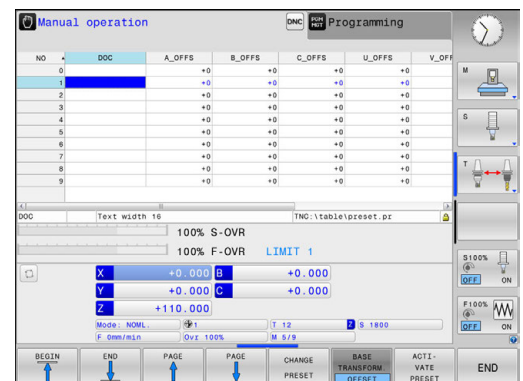 Manual operation DNC PGM MGT Programming
NO DOC A_OFFS B_OFFS C_OFFS U_OFFS V_OFF
0 +0 +0 +0 +0
1 +0 +0 +0 +0
2 +0 +0 +0 +0
3 +0 +0 +0 +0
4 +0 +0 +0 +0
5 +0 +0 +0 +0
6 +0 +0 +0 +0
7 +0 +0 +0 +0
8 +0 +0 +0 +0
9 +0 +0 +0 +0
DOC Text width 16 TNC:\table\preset.pr
100% S-OVR
100% F-OVR LIMIT 1
X +0.000 B +0.000
Y +0.000 C +0.000
Z +110.000
Mode: NOML. 1 T 12 Z S 1800
F 0mm/min Ovr 100% M 5/9
M
S
T
S100%
OFF ON
F100%
OFF ON
BEGIN
END
PAGE
PAGE
CHANGE
PRESET
BASE
TRANSFORM.
OFFSET
ACTI-
VATE
PRESET
END